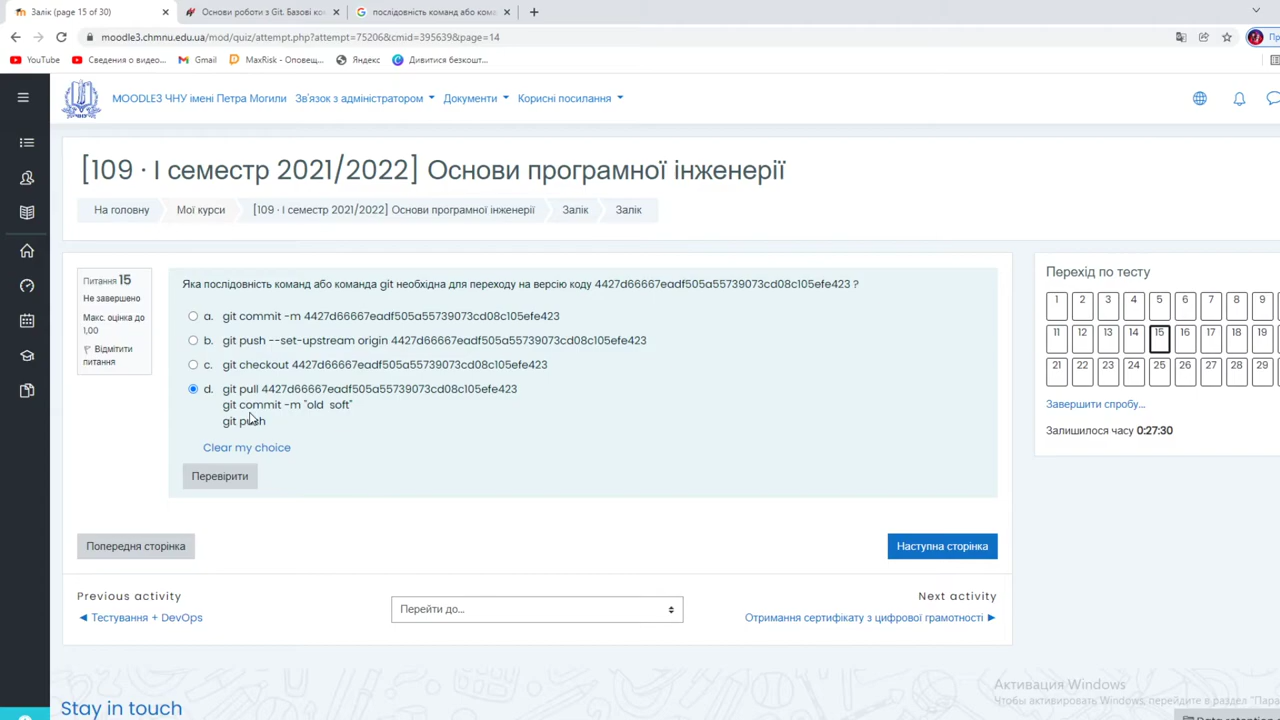 Залік (page 15 of 30)
Основи роботи з Git. Базові ко
послідовність команд або кома
moodle3.chmnu.edu.ua/mod/quiz/attempt.php?attempt=75206&cmid=395639&page=14
YouTube
Сведения о видео...
Gmail
MaxRisk - Оповещ...
Яндекс
Дивитися безкошт...
MOODLE3 ЧНУ імені Петра Могили
Зв'язок з адміністратором
Документи
Корисні посилання
[109 · І семестр 2021/2022] Основи програмної інженерії
На головну
Мої курси
[109 · І семестр 2021/2022] Основи програмної інженерії
Залік
Залік
Питання 15
Не завершено
Макс. оцінка до
1,00
Відмітити
питання
Яка послідовність команд або команда git необхідна для переходу на версію коду 4427d66667eadf505a55739073cd08c105efe423 ?
a. git commit -m 4427d66667eadf505a55739073cd08c105efe423
b. git push --set-upstream origin 4427d66667eadf505a55739073cd08c105efe423
c. git checkout 4427d66667eadf505a55739073cd08c105efe423
d. git pull 4427d66667eadf505a55739073cd08c105efe423
git commit -m "old soft"
git push
Clear my choice
Перевірити
Попередня сторінка
Наступна сторінка
Перехід по тесту
1 2 3 4 5 6 7 8 9
11 12 13 14 15 16 17 18 19
21 22 23 24 25 26 27 28 29
Завершити спробу...
Залишилося часу 0:27:30
Previous activity
◀ Тестування + DevOps
Перейти до...
Next activity
Отримання сертифікату з цифрової грамотності ▶
Активация Windows
Чтобы активировать Windows, перейдите в раздел "Пара
Stay in touch